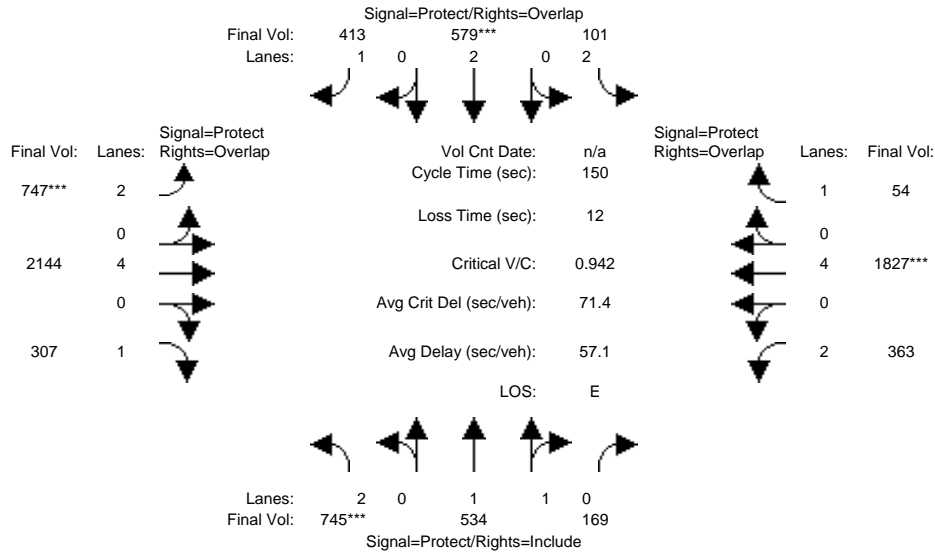 Signal=Protect/Rights=Overlap
Final Vol: 413 579*** 101
Lanes: 1 0 2 0 2
Signal=Protect Signal=Protect
Final Vol: Lanes: Rights=Overlap Vol Cnt Date: n/a Rights=Overlap Lanes: Final Vol:
Cycle Time (sec): 150
747*** 2 1 54
Loss Time (sec): 12
0 0
2144 4 Critical V/C: 0.942 4 1827***
0 Avg Crit Del (sec/veh): 71.4 0
307 1 Avg Delay (sec/veh): 57.1 2 363
LOS: E
Lanes: 2 0 1 1 0
Final Vol: 745*** 534 169
Signal=Protect/Rights=Include